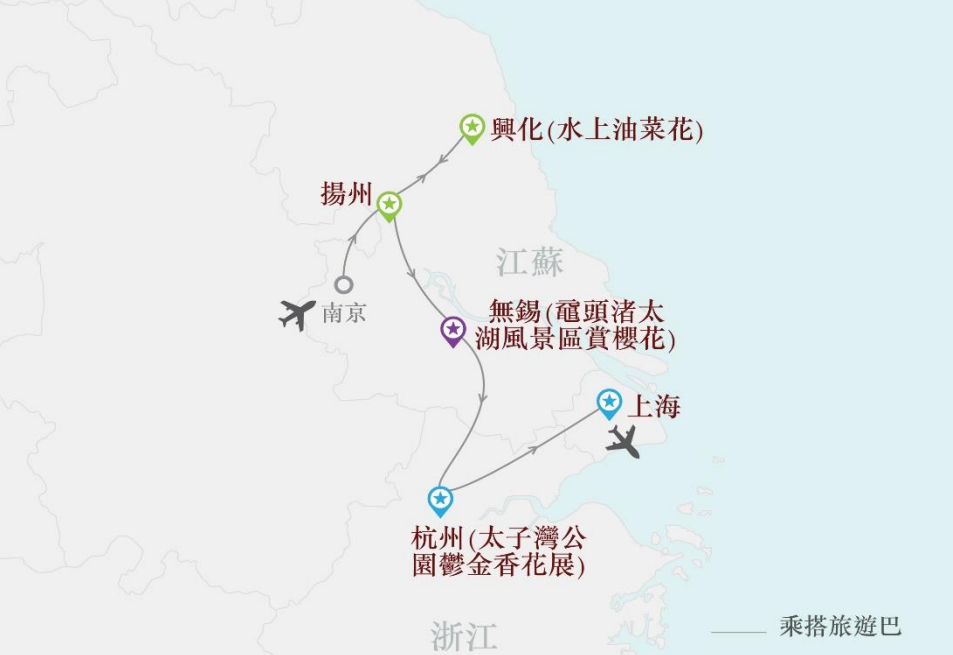 興化(水上油菜花)
揚州
江蘇
南京
無錫(黿頭渚太
湖風景區賞櫻花)
上海
杭州(太子灣公
園鬱金香花展)
浙江
乘搭旅遊巴